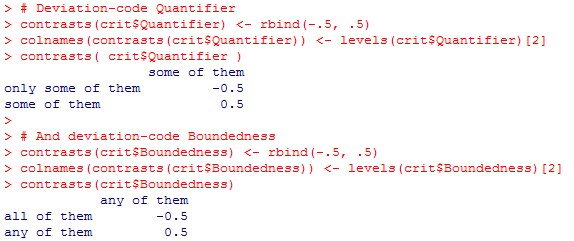 > # Deviation-code Quantifier
> contrasts(crit$Quantifier) <- rbind(-.5, .5)
> colnames(contrasts(crit$Quantifier)) <- levels(crit$Quantifier)[2]
> contrasts( crit$Quantifier )
                   some of them
only some of them          -0.5
some of them                0.5
>
> # And deviation-code Boundedness
> contrasts(crit$Boundedness) <- rbind(-.5, .5)
> colnames(contrasts(crit$Boundedness)) <- levels(crit$Boundedness)[2]
> contrasts(crit$Boundedness)
            any of them
all of them        -0.5
any of them         0.5